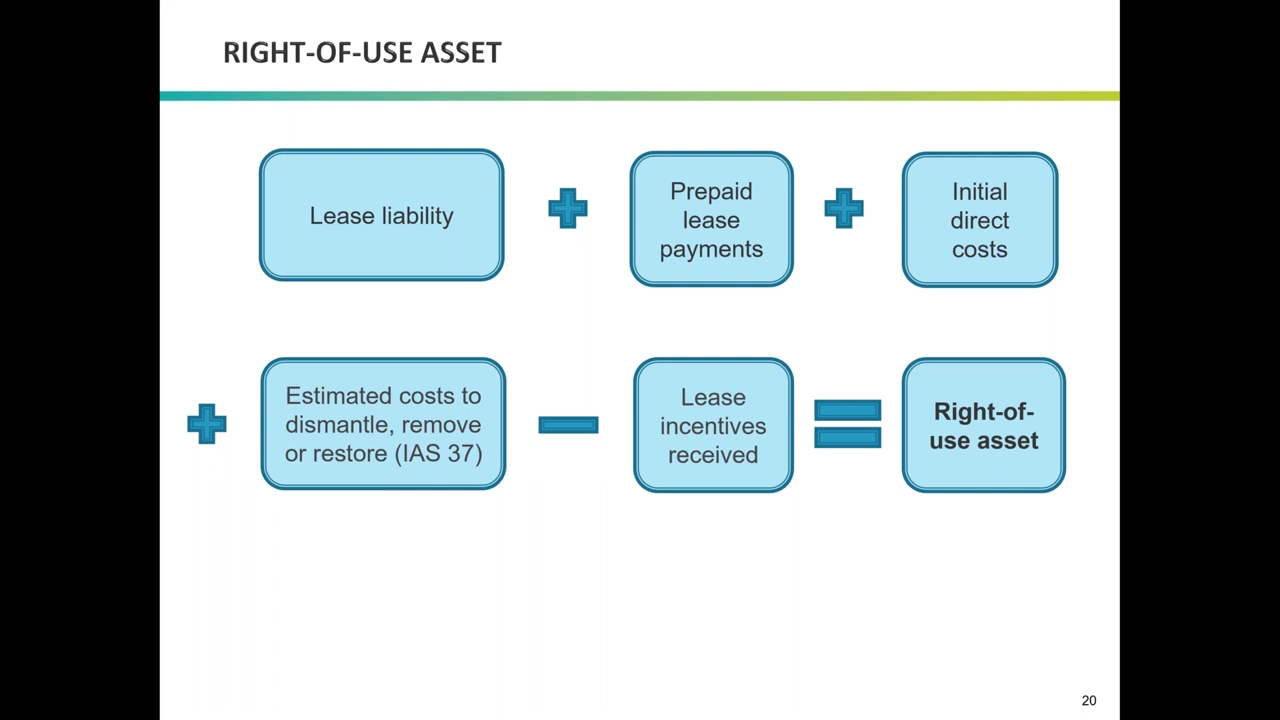 RIGHT-OF-USE ASSET
Lease liability
Prepaid
lease
payments
Initial
direct
costs
Estimated costs to
dismantle, remove
or restore (IAS 37)
Lease
incentives
received
Right-of-
use asset
20